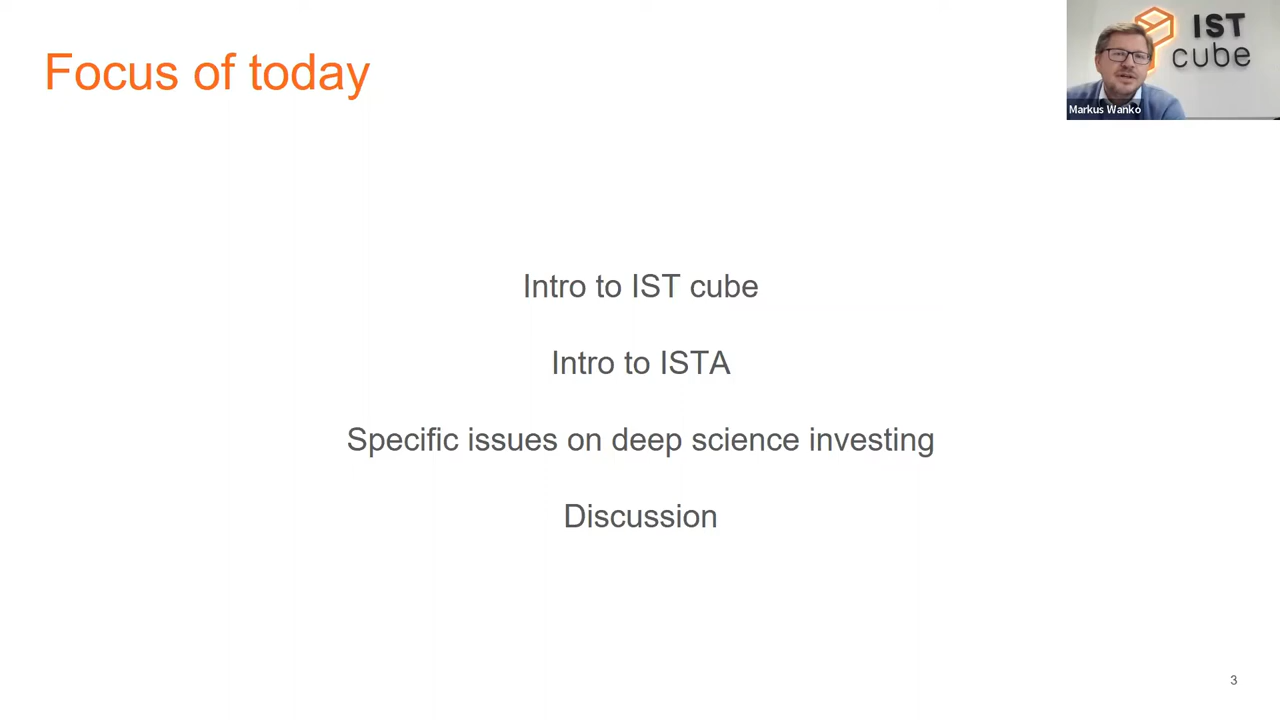 Focus of today
IST
cube
Markus Wanko
Intro to IST cube
Intro to ISTA
Specific issues on deep science investing
Discussion
3